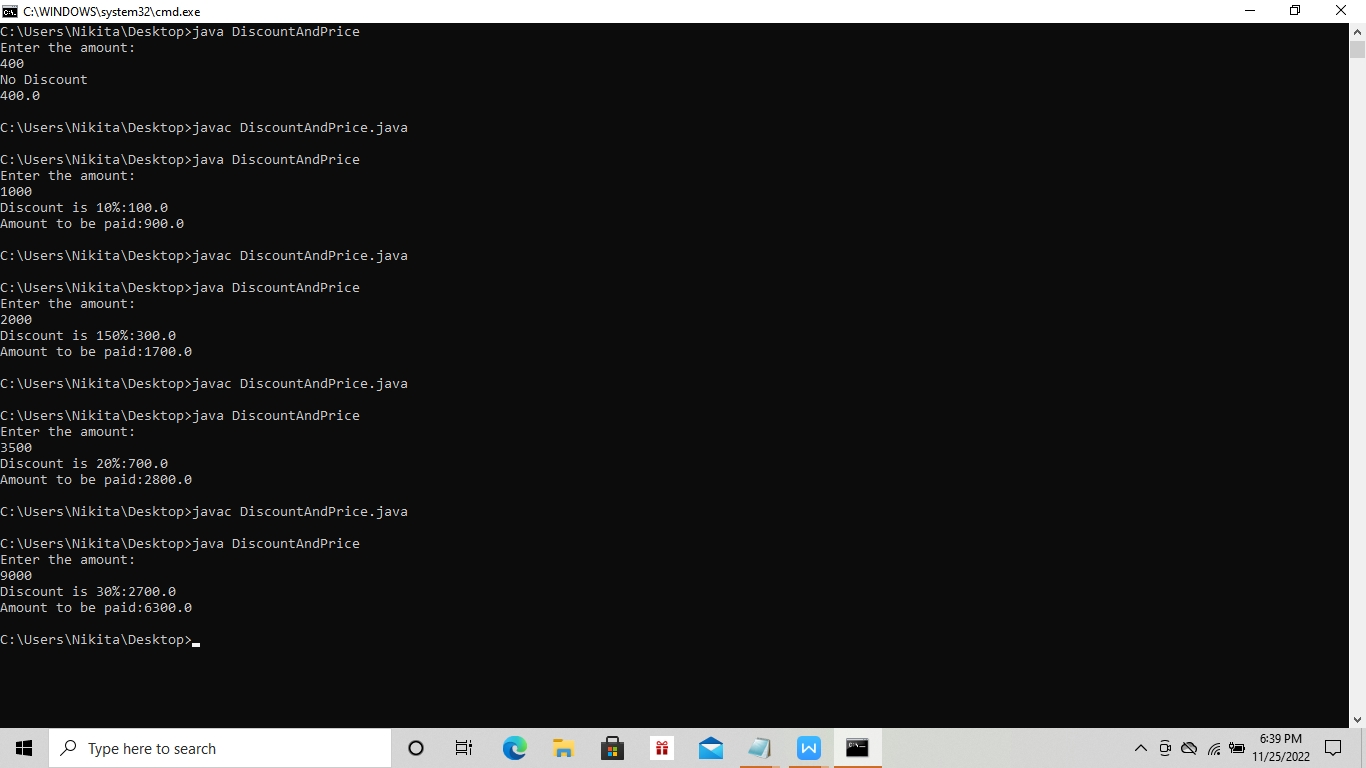 C:\WINDOWS\system32\cmd.exe
C:\Users\Nikita\Desktop>java DiscountAndPrice
Enter the amount:
400
No Discount
400.0
C:\Users\Nikita\Desktop>javac DiscountAndPrice.java
C:\Users\Nikita\Desktop>java DiscountAndPrice
Enter the amount:
1000
Discount is 10%:100.0
Amount to be paid:900.0
C:\Users\Nikita\Desktop>javac DiscountAndPrice.java
C:\Users\Nikita\Desktop>java DiscountAndPrice
Enter the amount:
2000
Discount is 150%:300.0
Amount to be paid:1700.0
C:\Users\Nikita\Desktop>javac DiscountAndPrice.java
C:\Users\Nikita\Desktop>java DiscountAndPrice
Enter the amount:
3500
Discount is 20%:700.0
Amount to be paid:2800.0
C:\Users\Nikita\Desktop>javac DiscountAndPrice.java
C:\Users\Nikita\Desktop>java DiscountAndPrice
Enter the amount:
9000
Discount is 30%:2700.0
Amount to be paid:6300.0
C:\Users\Nikita\Desktop>
Type here to search
6:39 PM
11/25/2022